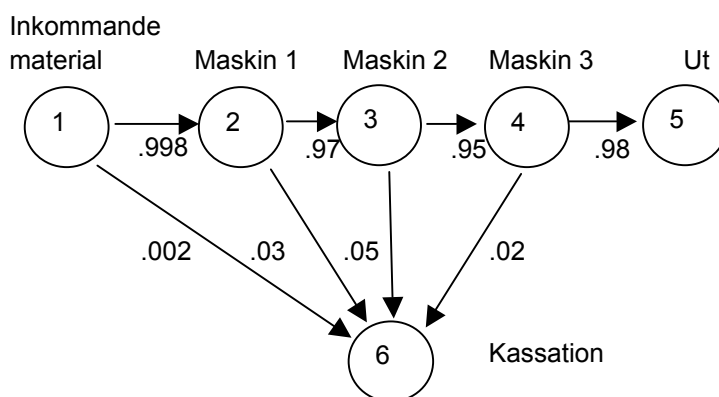 Inkommande
material
Maskin 1
Maskin 2
Maskin 3
Ut
1
2
3
4
5
.998
.97
.95
.98
.002
.03
.05
.02
6
Kassation